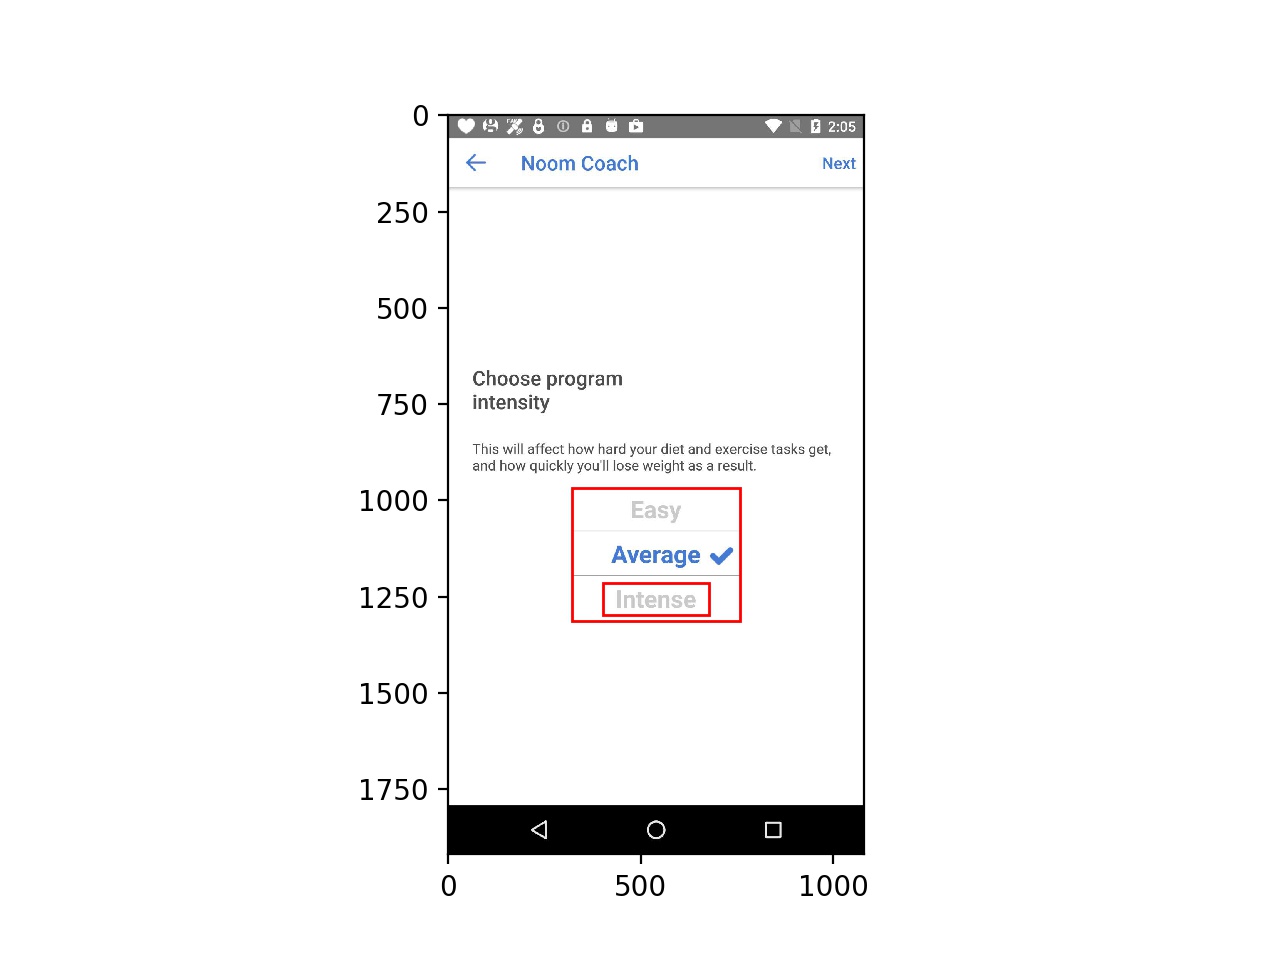 0
250
500
750
1000
1250
1500
1750
0 500 1000
2:05
Noom Coach Next
Choose program
intensity
This will affect how hard your diet and exercise tasks get,
and how quickly you'll lose weight as a result.
Easy
Average
Intense